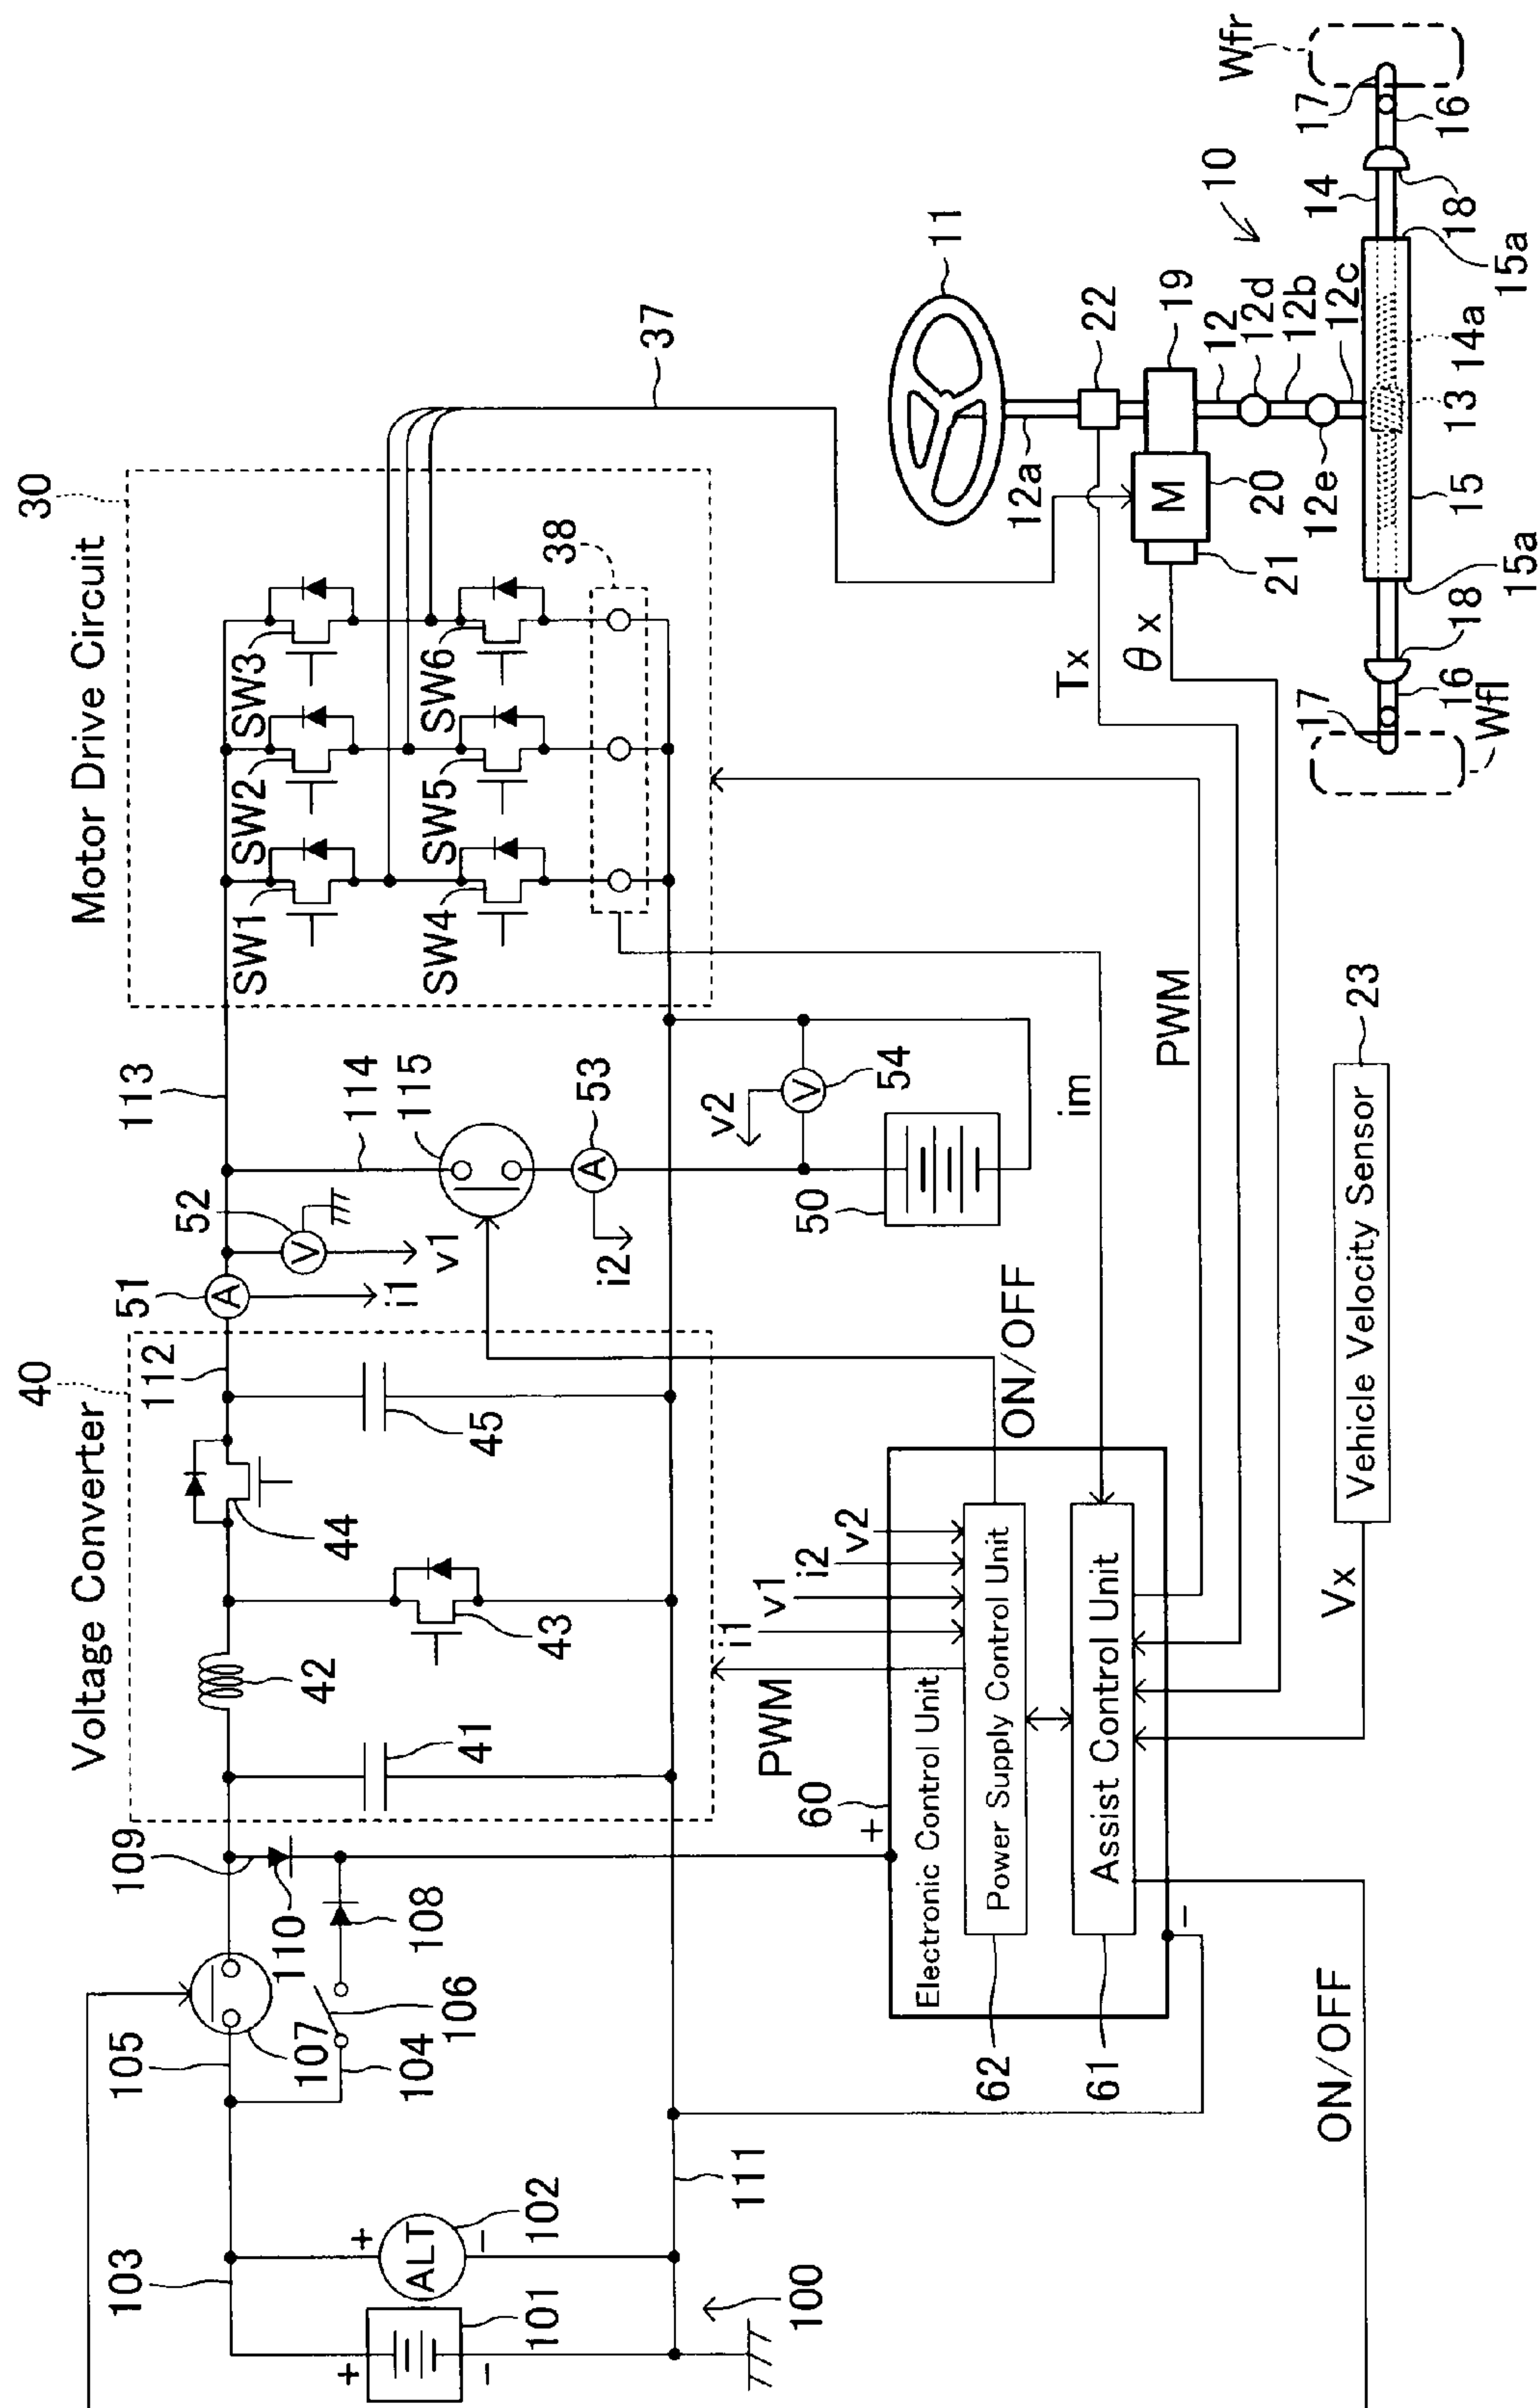 Voltage Converter
40
Motor Drive Circuit
30
103
105
109
112
51
52
113
37
107
110
108
106
104
42
44
43
41
45
i1
v1
114
115
53
i2
v2
54
50
SW1
SW2
SW3
SW4
SW5
SW6
38
+
101
-
+
ALT
102
-
100
111
A
V
A
V
PWM
i1
v1
i2
v2
60
+
Electronic Control Unit
Power Supply Control Unit
Assist Control Unit
-
62
61
ON/OFF
ON/OFF
im
PWM
Tx
θx
Vx
Vehicle Velocity Sensor
23
11
12a
22
M
20
21
19
12
12d
12b
12c
12e
10
13
14a
14
15
15a
15a
16
16
17
17
18
18
Wfl
Wfr